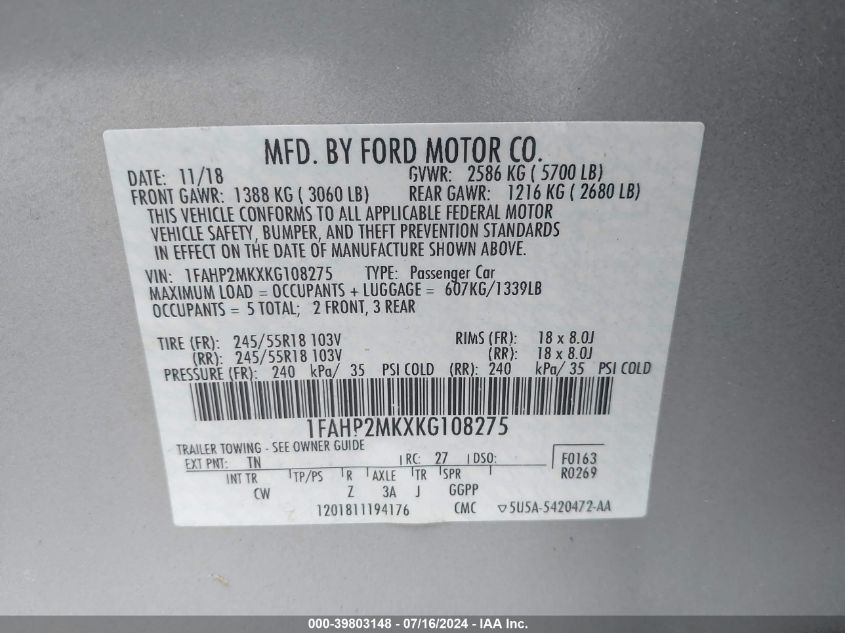 MFD. BY FORD MOTOR CO.
DATE: 11/18 GVWR: 2586 KG ( 5700 LB)
FRONT GAWR: 1388 KG ( 3060 LB) REAR GAWR: 1216 KG ( 2680 LB)
THIS VEHICLE CONFORMS TO ALL APPLICABLE FEDERAL MOTOR
VEHICLE SAFETY, BUMPER, AND THEFT PREVENTION STANDARDS
IN EFFECT ON THE DATE OF MANUFACTURE SHOWN ABOVE.
VIN: 1FAHP2MKXKG108275 TYPE: Passenger Car
MAXIMUM LOAD = OCCUPANTS + LUGGAGE = 607KG/1339LB
OCCUPANTS = 5 TOTAL; 2 FRONT, 3 REAR
TIRE (FR): 245/55R18 103V RIMS (FR): 18 x 8.0J
(RR): 245/55R18 103V (RR): 18 x 8.0J
PRESSURE (FR): 240 kPa/ 35 PSI COLD (RR): 240 kPa/ 35 PSI COLD
1FAHP2MKXKG108275
TRAILER TOWING - SEE OWNER GUIDE
EXT PNT: TN RC: 27 DSO: F0163
INT TR TP/PS R AXLE TR SPR R0269
CW Z 3A J GGPP
1201811194176 CMC ▽5U5A-5420472-AA
000-39803148 - 07/16/2024 - IAA Inc.